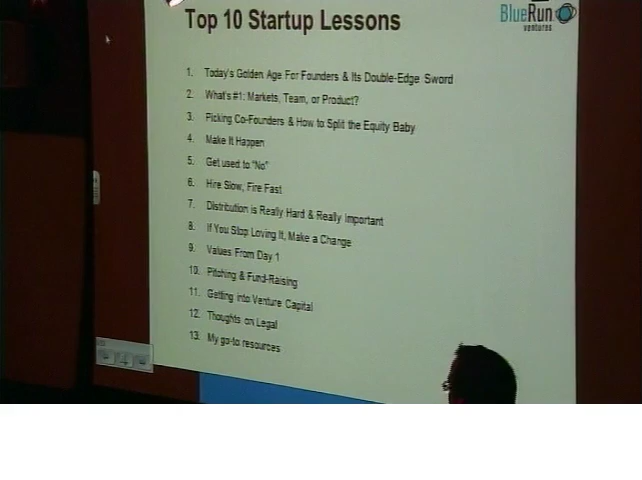 Top 10 Startup Lessons
BlueRun
ventures
1. Today's Golden Age For Founders & Its Double-Edge Sword
2. What's #1: Markets, Team, or Product?
3. Picking Co-Founders & How to Split the Equity Baby
4. Make It Happen
5. Get used to "No"
6. Hire Slow, Fire Fast
7. Distribution is Really Hard & Really Important
8. If You Stop Loving It, Make a Change
9. Values From Day 1
10. Pitching & Fund-Raising
11. Getting into Venture Capital
12. Thoughts on Legal
13. My go-to resources